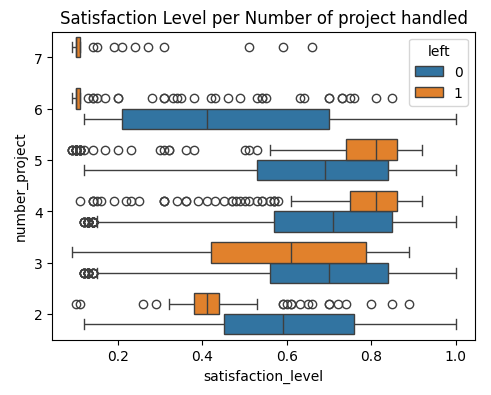 Satisfaction Level per Number of project handled
left
0
1
number_project
7
6
5
4
3
2
0.2 0.4 0.6 0.8 1.0
satisfaction_level